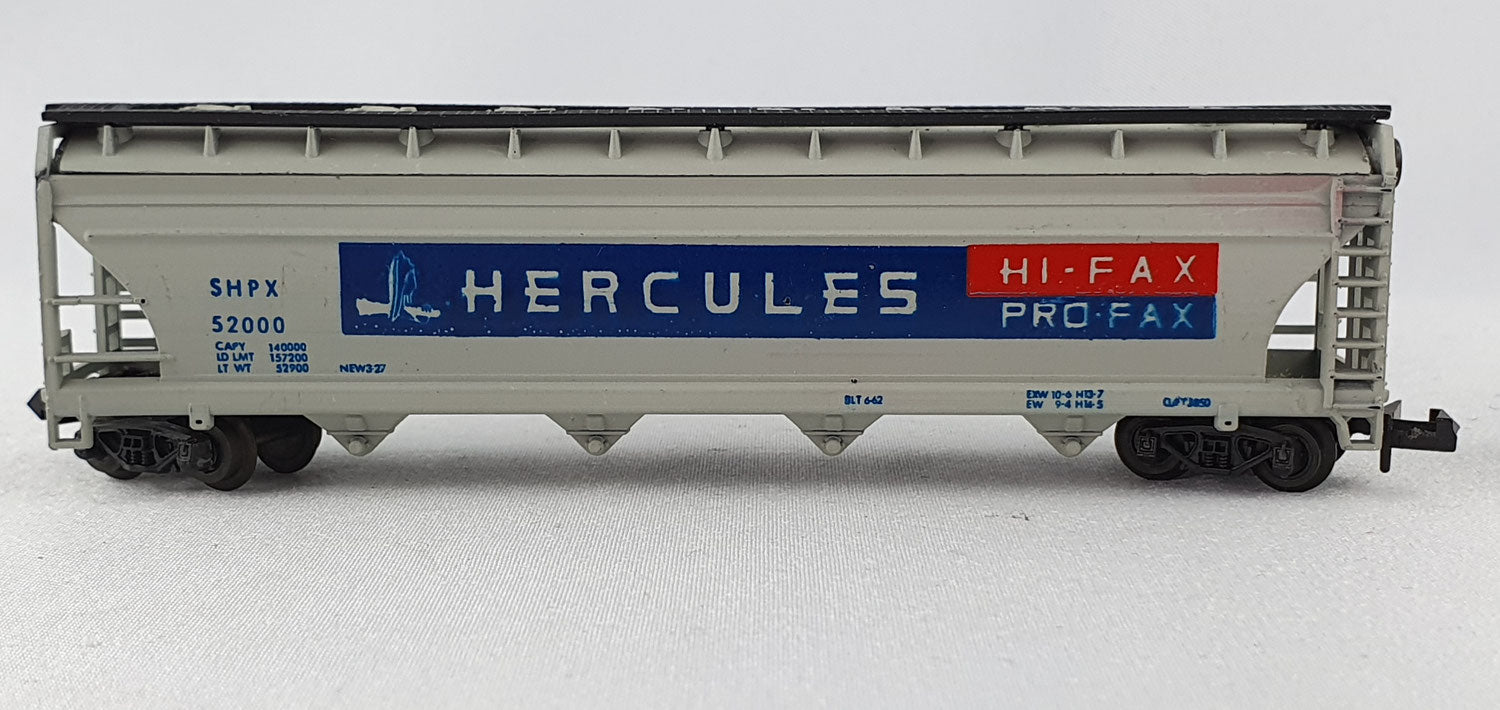 SHPX
52000
CAPY 140000
LD LMT 157200
LT WT 52900
NEW 3-27
HERCULES
HI-FAX
PRO-FAX
BLT 6-62
EXW 10-6 H13-7
EW 9-4 H14-5
CU.FT 3850